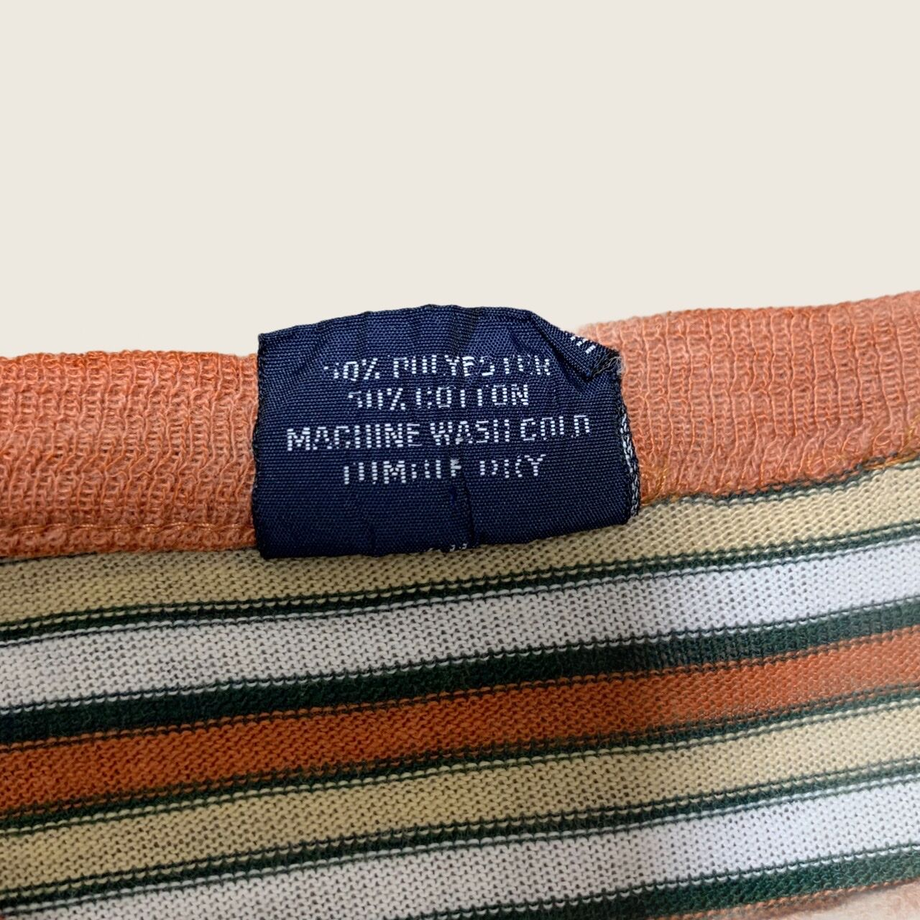 50% POLYESTER
50% COTTON
MACHINE WASH COLD
TUMBLE DRY